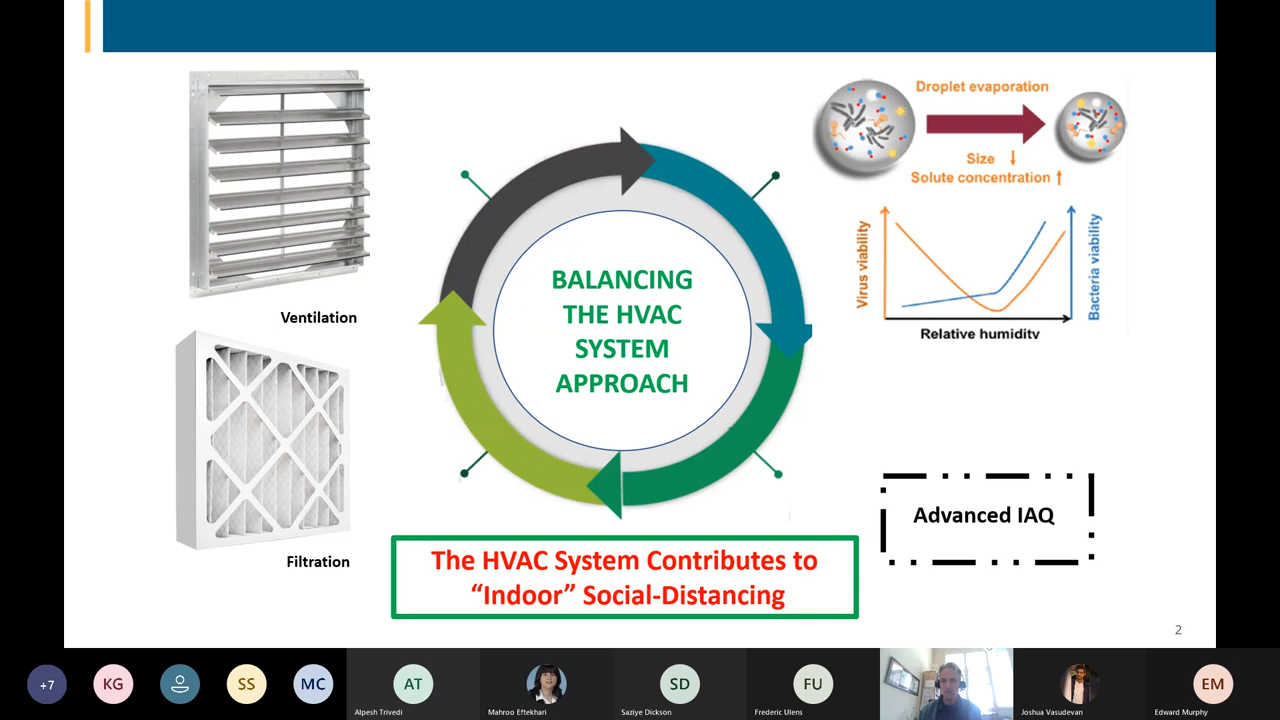 Ventilation
Filtration
BALANCING
THE HVAC
SYSTEM
APPROACH
The HVAC System Contributes to
“Indoor” Social-Distancing
Droplet evaporation
Size ↓
Solute concentration ↑
Virus viability
Bacteria viability
Relative humidity
Advanced IAQ
2
+7
KG
SS
MC
AT
Alpesh Trivedi
Mahroo Eftekhari
SD
Saziye Dickson
FU
Frederic Ulens
Joshua Vasudevan
EM
Edward Murphy